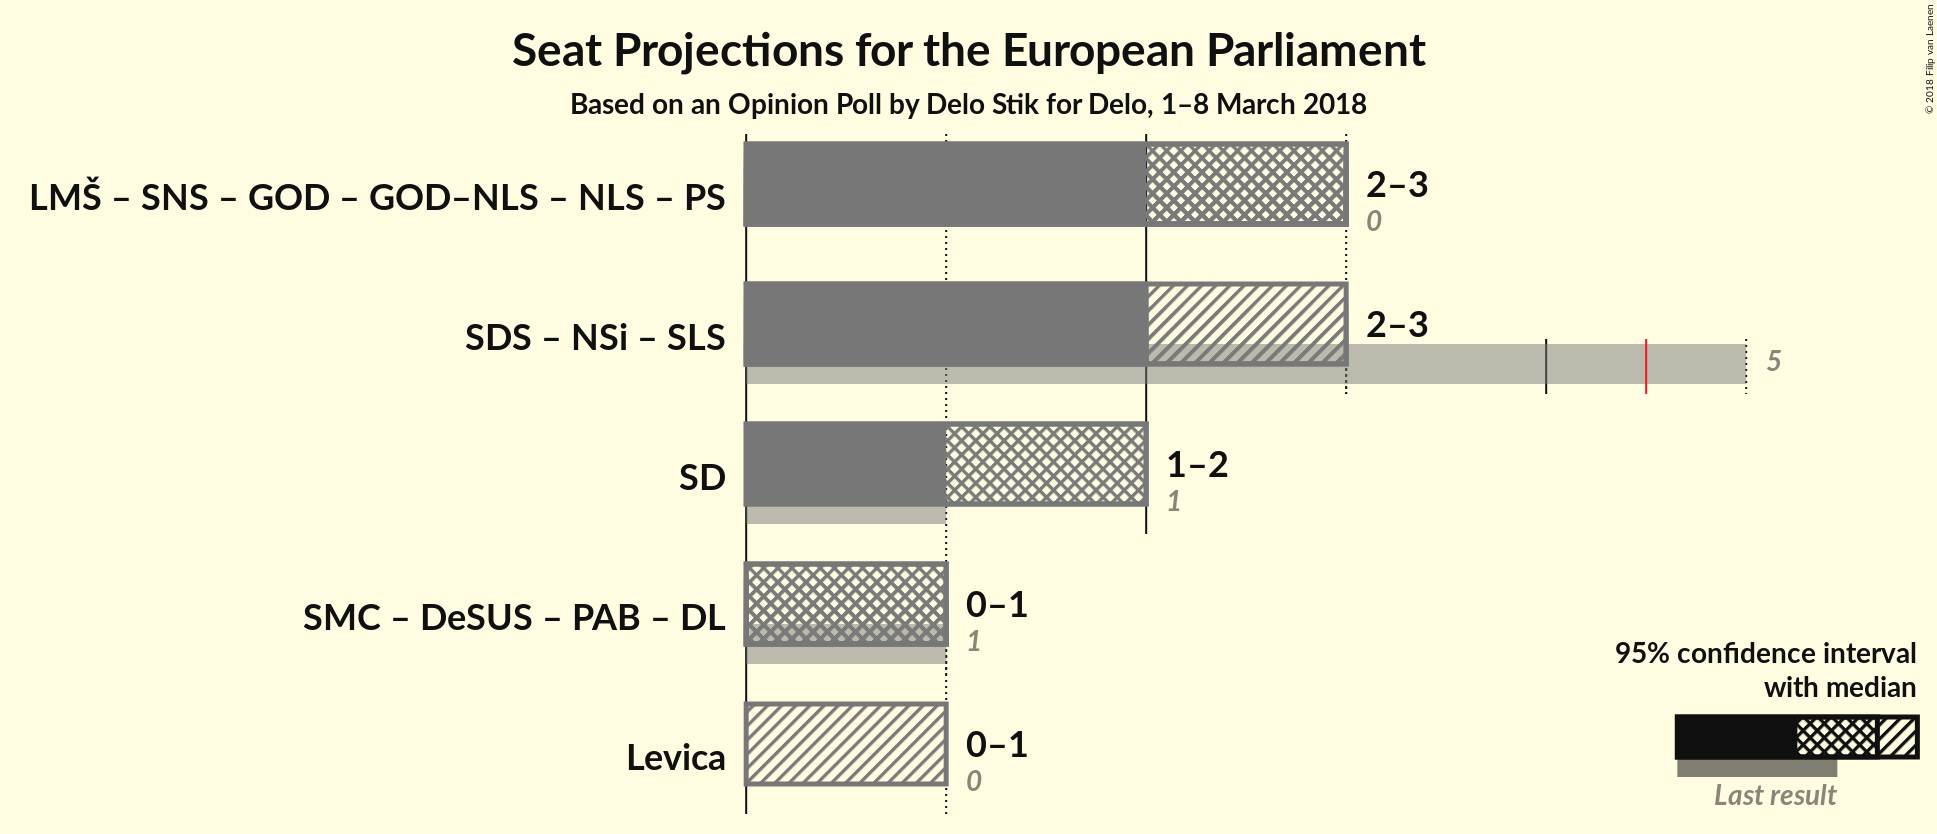 Seat Projections for the European Parliament
Based on an Opinion Poll by Delo Stik for Delo, 1–8 March 2018
© 2018 Filip van Laenen
LMŠ – SNS – GOD – GOD–NLS – NLS – PS
2–3
0
SDS – NSi – SLS
2–3
5
SD
1–2
1
SMC – DeSUS – PAB – DL
0–1
1
Levica
0–1
0
95% confidence interval
with median
Last result